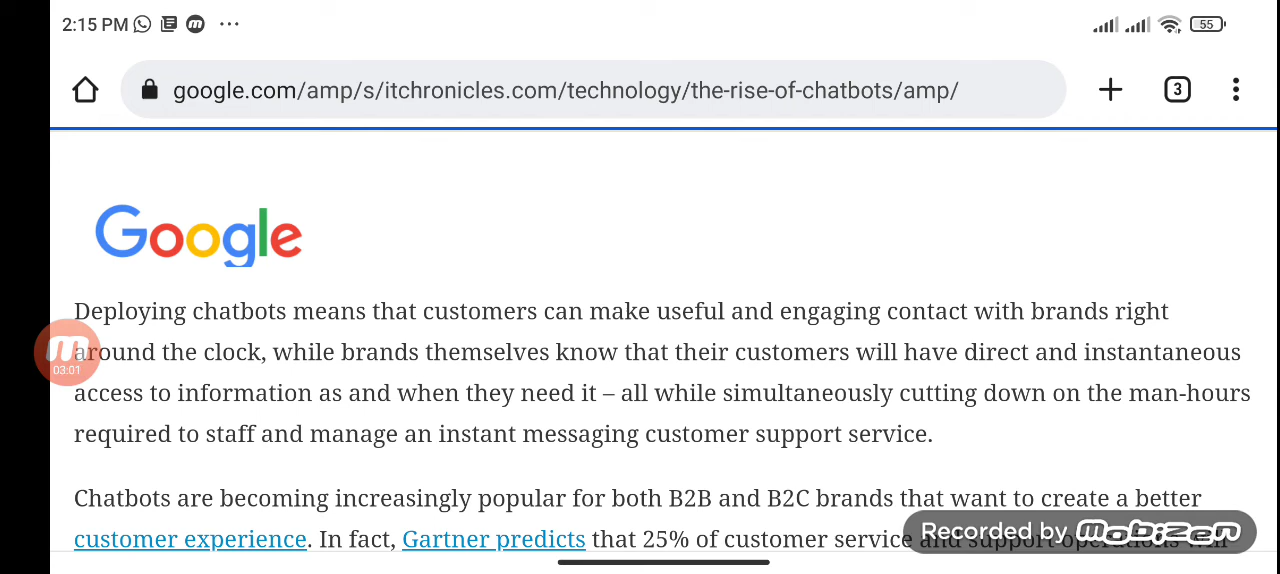 2:15 PM
55
google.com/amp/s/itchronicles.com/technology/the-rise-of-chatbots/amp/
3
Google
Deploying chatbots means that customers can make useful and engaging contact with brands right
around the clock, while brands themselves know that their customers will have direct and instantaneous
03:01
access to information as and when they need it – all while simultaneously cutting down on the man-hours
required to staff and manage an instant messaging customer support service.
Chatbots are becoming increasingly popular for both B2B and B2C brands that want to create a better
customer experience. In fact, Gartner predicts that 25% of customer service and support operations will
Recorded by mobizen